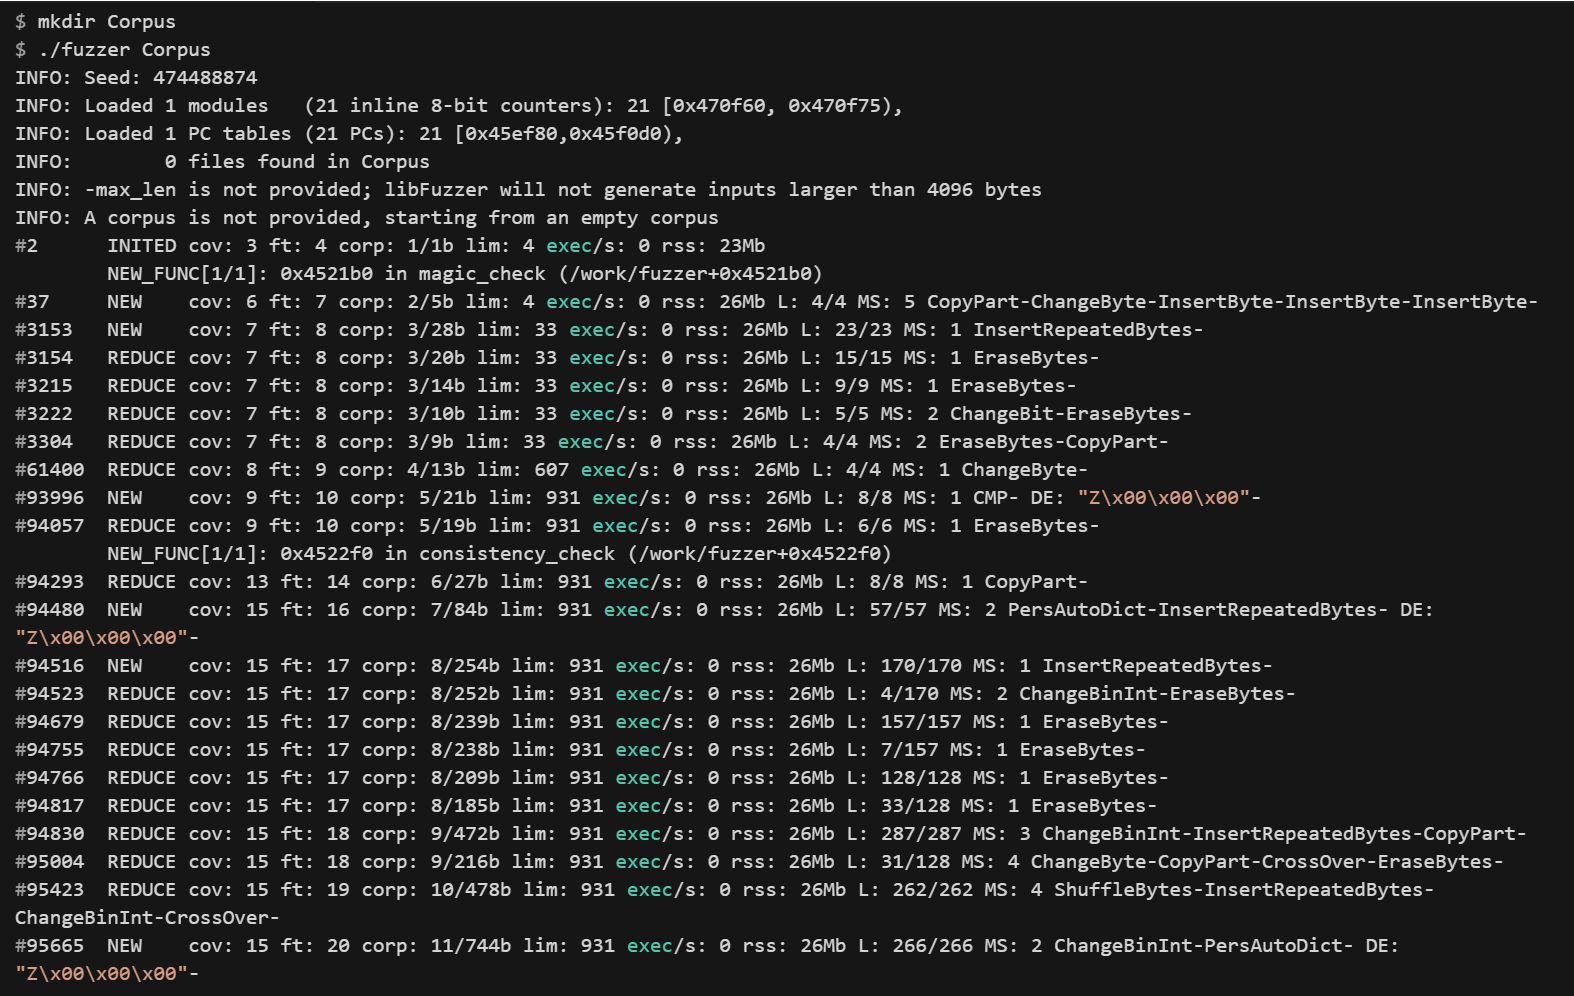 $ mkdir Corpus
$ ./fuzzer Corpus
INFO: Seed: 474488874
INFO: Loaded 1 modules   (21 inline 8-bit counters): 21 [0x470f60, 0x470f75),
INFO: Loaded 1 PC tables (21 PCs): 21 [0x45ef80,0x45f0d0),
INFO:        0 files found in Corpus
INFO: -max_len is not provided; libFuzzer will not generate inputs larger than 4096 bytes
INFO: A corpus is not provided, starting from an empty corpus
#2      INITED cov: 3 ft: 4 corp: 1/1b lim: 4 exec/s: 0 rss: 23Mb
        NEW_FUNC[1/1]: 0x4521b0 in magic_check (/work/fuzzer+0x4521b0)
#37     NEW    cov: 6 ft: 7 corp: 2/5b lim: 4 exec/s: 0 rss: 26Mb L: 4/4 MS: 5 CopyPart-ChangeByte-InsertByte-InsertByte-InsertByte-
#3153   NEW    cov: 7 ft: 8 corp: 3/28b lim: 33 exec/s: 0 rss: 26Mb L: 23/23 MS: 1 InsertRepeatedBytes-
#3154   REDUCE cov: 7 ft: 8 corp: 3/20b lim: 33 exec/s: 0 rss: 26Mb L: 15/15 MS: 1 EraseBytes-
#3215   REDUCE cov: 7 ft: 8 corp: 3/14b lim: 33 exec/s: 0 rss: 26Mb L: 9/9 MS: 1 EraseBytes-
#3222   REDUCE cov: 7 ft: 8 corp: 3/10b lim: 33 exec/s: 0 rss: 26Mb L: 5/5 MS: 2 ChangeBit-EraseBytes-
#3304   REDUCE cov: 7 ft: 8 corp: 3/9b lim: 33 exec/s: 0 rss: 26Mb L: 4/4 MS: 2 EraseBytes-CopyPart-
#61400  REDUCE cov: 8 ft: 9 corp: 4/13b lim: 607 exec/s: 0 rss: 26Mb L: 4/4 MS: 1 ChangeByte-
#93996  NEW    cov: 9 ft: 10 corp: 5/21b lim: 931 exec/s: 0 rss: 26Mb L: 8/8 MS: 1 CMP- DE: "Z\x00\x00\x00"-
#94057  REDUCE cov: 9 ft: 10 corp: 5/19b lim: 931 exec/s: 0 rss: 26Mb L: 6/6 MS: 1 EraseBytes-
        NEW_FUNC[1/1]: 0x4522f0 in consistency_check (/work/fuzzer+0x4522f0)
#94293  REDUCE cov: 13 ft: 14 corp: 6/27b lim: 931 exec/s: 0 rss: 26Mb L: 8/8 MS: 1 CopyPart-
#94480  NEW    cov: 15 ft: 16 corp: 7/84b lim: 931 exec/s: 0 rss: 26Mb L: 57/57 MS: 2 PersAutoDict-InsertRepeatedBytes- DE:
"Z\x00\x00\x00"-
#94516  NEW    cov: 15 ft: 17 corp: 8/254b lim: 931 exec/s: 0 rss: 26Mb L: 170/170 MS: 1 InsertRepeatedBytes-
#94523  REDUCE cov: 15 ft: 17 corp: 8/252b lim: 931 exec/s: 0 rss: 26Mb L: 4/170 MS: 2 ChangeBinInt-EraseBytes-
#94679  REDUCE cov: 15 ft: 17 corp: 8/239b lim: 931 exec/s: 0 rss: 26Mb L: 157/157 MS: 1 EraseBytes-
#94755  REDUCE cov: 15 ft: 17 corp: 8/238b lim: 931 exec/s: 0 rss: 26Mb L: 7/157 MS: 1 EraseBytes-
#94766  REDUCE cov: 15 ft: 17 corp: 8/209b lim: 931 exec/s: 0 rss: 26Mb L: 128/128 MS: 1 EraseBytes-
#94817  REDUCE cov: 15 ft: 17 corp: 8/185b lim: 931 exec/s: 0 rss: 26Mb L: 33/128 MS: 1 EraseBytes-
#94830  REDUCE cov: 15 ft: 18 corp: 9/472b lim: 931 exec/s: 0 rss: 26Mb L: 287/287 MS: 3 ChangeBinInt-InsertRepeatedBytes-CopyPart-
#95004  REDUCE cov: 15 ft: 18 corp: 9/216b lim: 931 exec/s: 0 rss: 26Mb L: 31/128 MS: 4 ChangeByte-CopyPart-CrossOver-EraseBytes-
#95423  REDUCE cov: 15 ft: 19 corp: 10/478b lim: 931 exec/s: 0 rss: 26Mb L: 262/262 MS: 4 ShuffleBytes-InsertRepeatedBytes-
ChangeBinInt-CrossOver-
#95665  NEW    cov: 15 ft: 20 corp: 11/744b lim: 931 exec/s: 0 rss: 26Mb L: 266/266 MS: 2 ChangeBinInt-PersAutoDict- DE:
"Z\x00\x00\x00"-